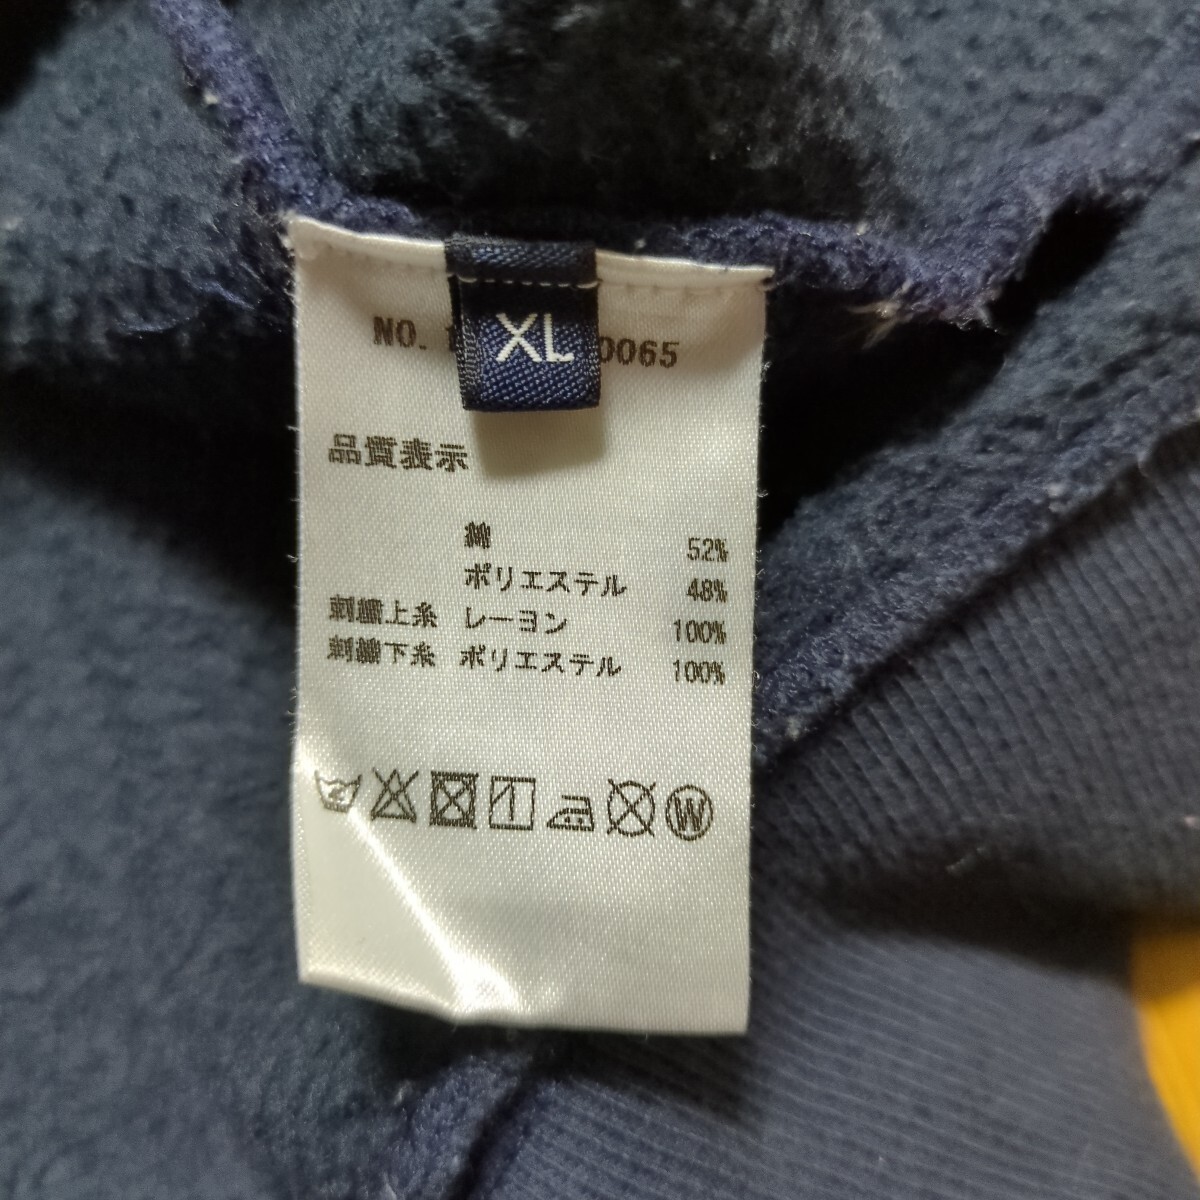 XL
NO. 0065
品質表示
綿 52%
ポリエステル 48%
刺繍上糸 レーヨン 100%
刺繍下糸 ポリエステル 100%
W